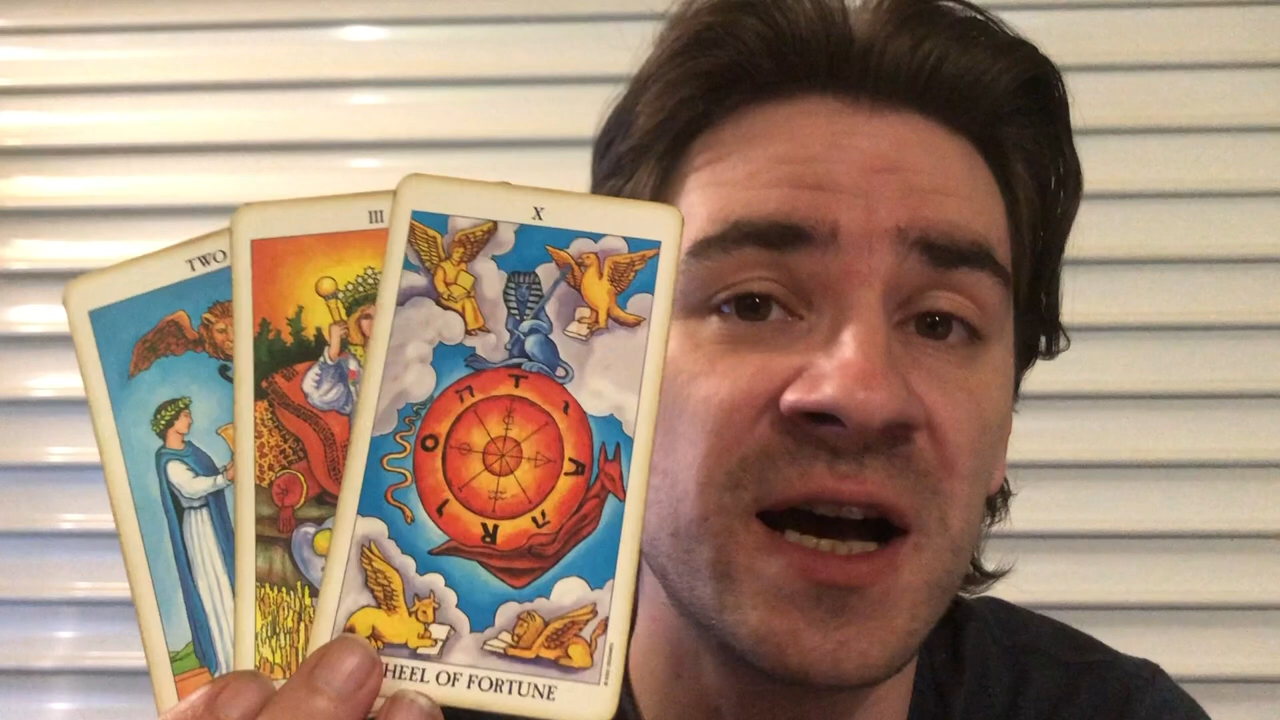 TWO
III
X
T
ה י
O A
ו ה
R
HEEL OF FORTUNE